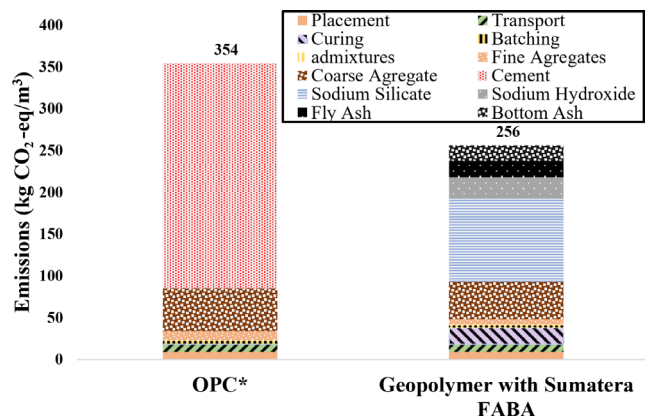 400
350
300
250
200
150
100
50
0
Emissions (kg CO₂-eq/m³)
354
Placement
Transport
Curing
Batching
admixtures
Fine Agregates
Coarse Agregate
Cement
Sodium Silicate
Sodium Hydroxide
Fly Ash
Bottom Ash
256
OPC*
Geopolymer with Sumatera
FABA